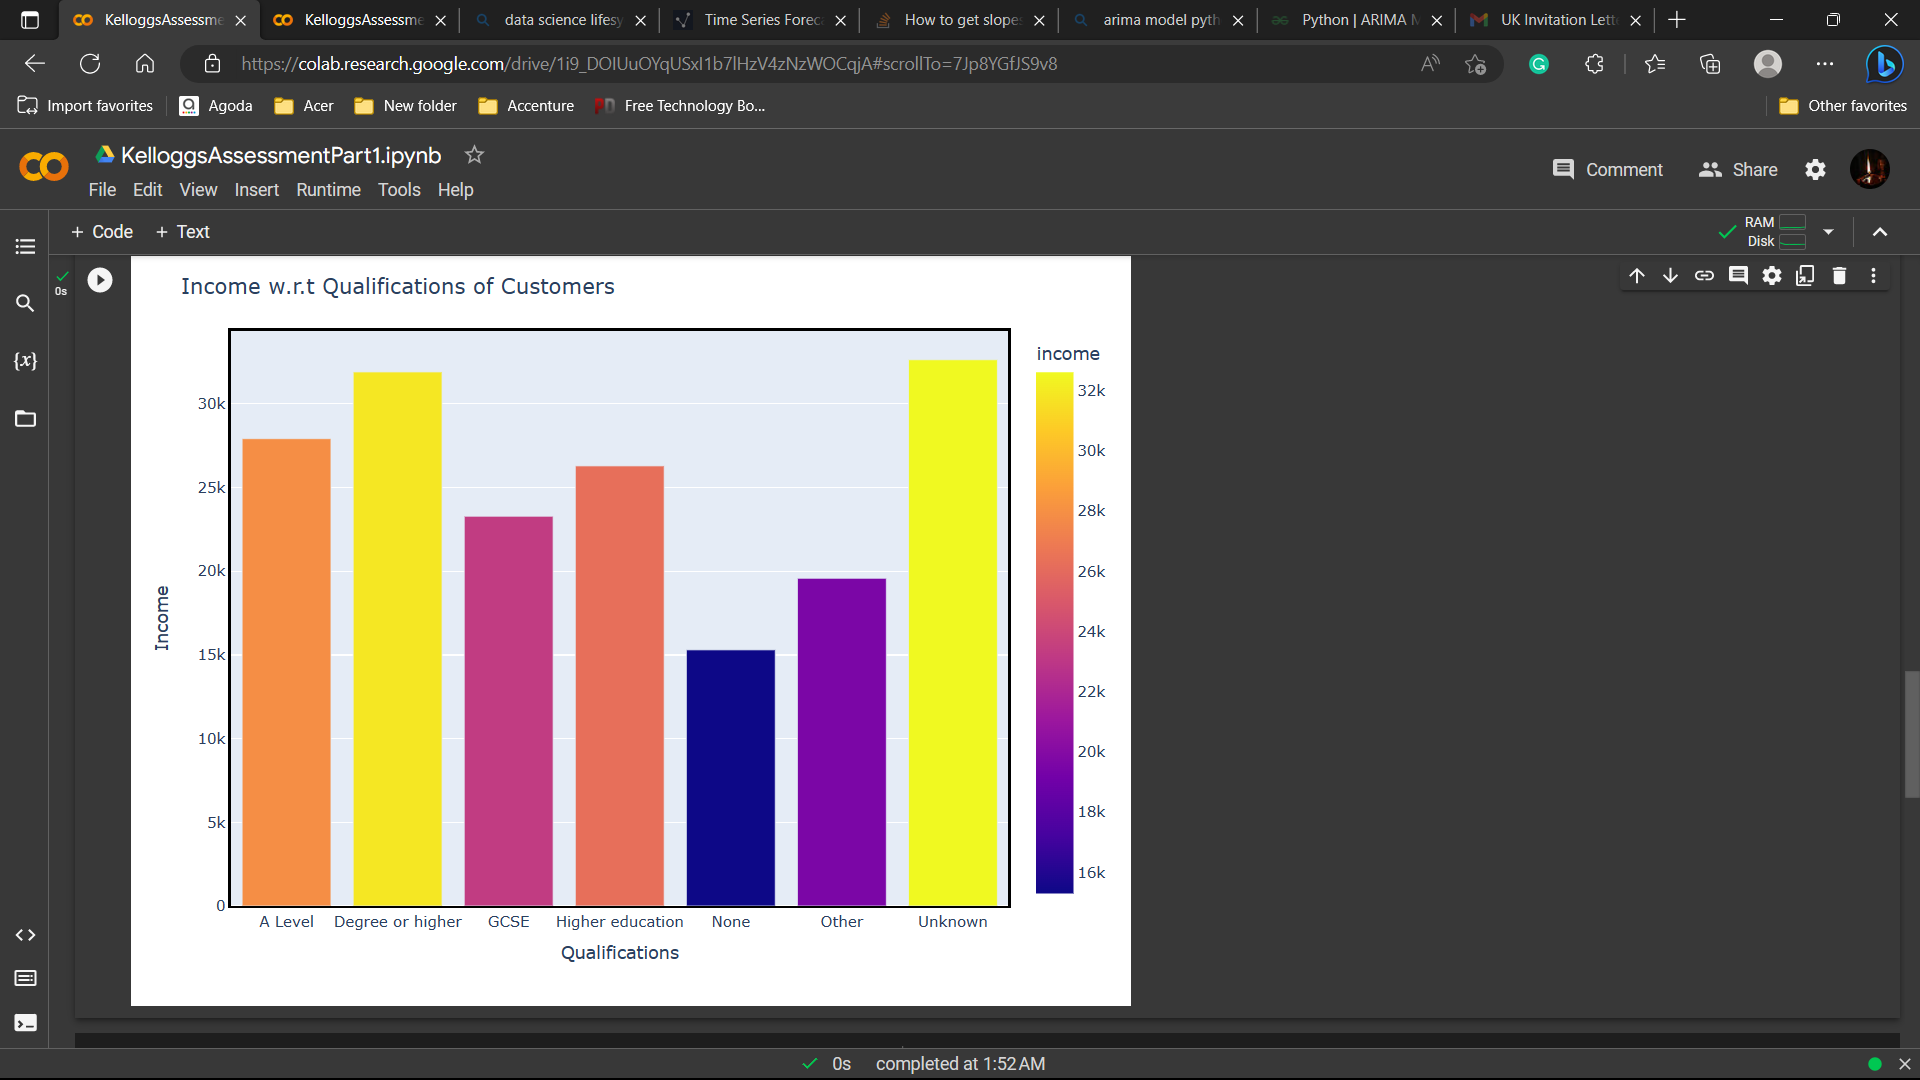 KelloggsAssessme
KelloggsAssessme
data science lifesy
Time Series Foreca
How to get slope
arima model pyth
Python | ARIMA M
UK Invitation Lett
https://colab.research.google.com/drive/1i9_DOIUuOYqUSxI1b7lHzV4zNzWOCqjA#scrollTo=7Jp8YGfJS9v8
Import favorites
Agoda
Acer
New folder
Accenture
Free Technology Bo...
Other favorites
KelloggsAssessmentPart1.ipynb
File Edit View Insert Runtime Tools Help
Comment
Share
+ Code + Text
RAM
Disk
0s
Income w.r.t Qualifications of Customers
income
32k
30k
28k
26k
24k
22k
20k
18k
16k
30k
25k
20k
15k
10k
5k
0
Income
A Level Degree or higher GCSE Higher education None Other Unknown
Qualifications
0s completed at 1:52 AM